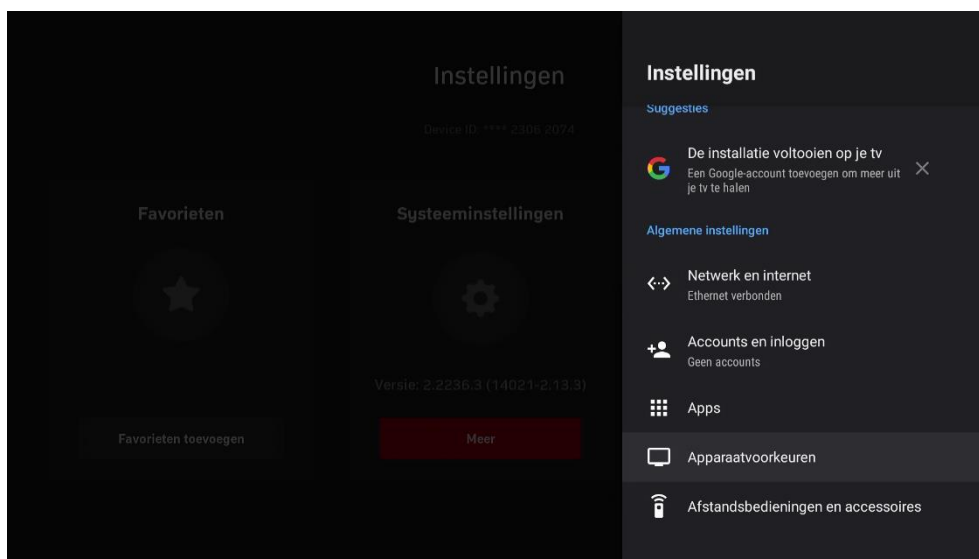 Instellingen
Device ID: **** 2306 2074
Favorieten
Systeeminstellingen
Versie: 2.2236.3 (14021-2.13.3)
Favorieten toevoegen
Meer
Instellingen
Suggesties
De installatie voltooien op je tv
Een Google-account toevoegen om meer uit
je tv te halen
Algemene instellingen
Netwerk en internet
Ethernet verbonden
Accounts en inloggen
Geen accounts
Apps
Apparaatvoorkeuren
Afstandsbedieningen en accessoires